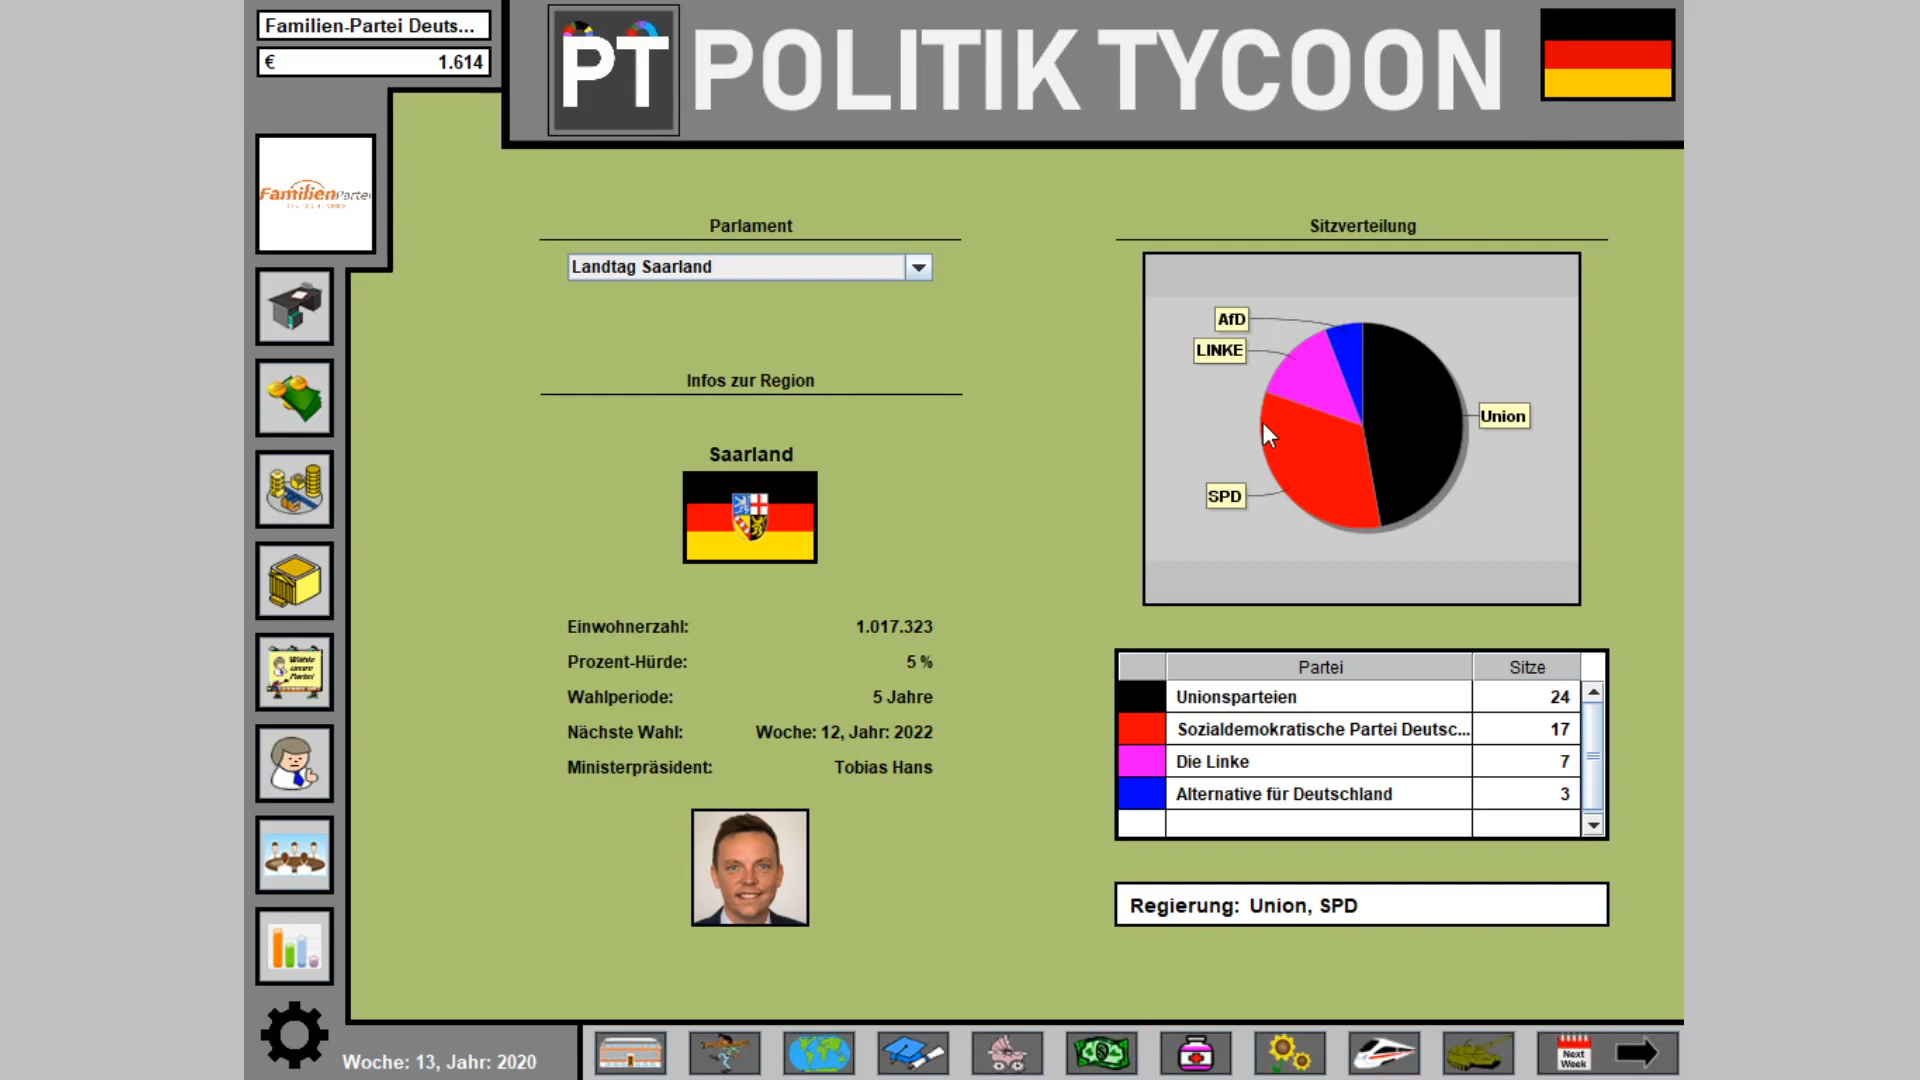 Familien-Partei Deuts...
€ 1.614
PT POLITIK TYCOON
FamilienPartei
Parlament
Landtag Saarland
Infos zur Region
Saarland
Einwohnerzahl: 1.017.323
Prozent-Hürde: 5 %
Wahlperiode: 5 Jahre
Nächste Wahl: Woche: 12, Jahr: 2022
Ministerpräsident: Tobias Hans
Sitzverteilung
AfD
LINKE
Union
SPD
Partei Sitze
Unionsparteien 24
Sozialdemokratische Partei Deutsc... 17
Die Linke 7
Alternative für Deutschland 3
Regierung: Union, SPD
Wähle
unsere
Partei
Woche: 13, Jahr: 2020
Next
Week